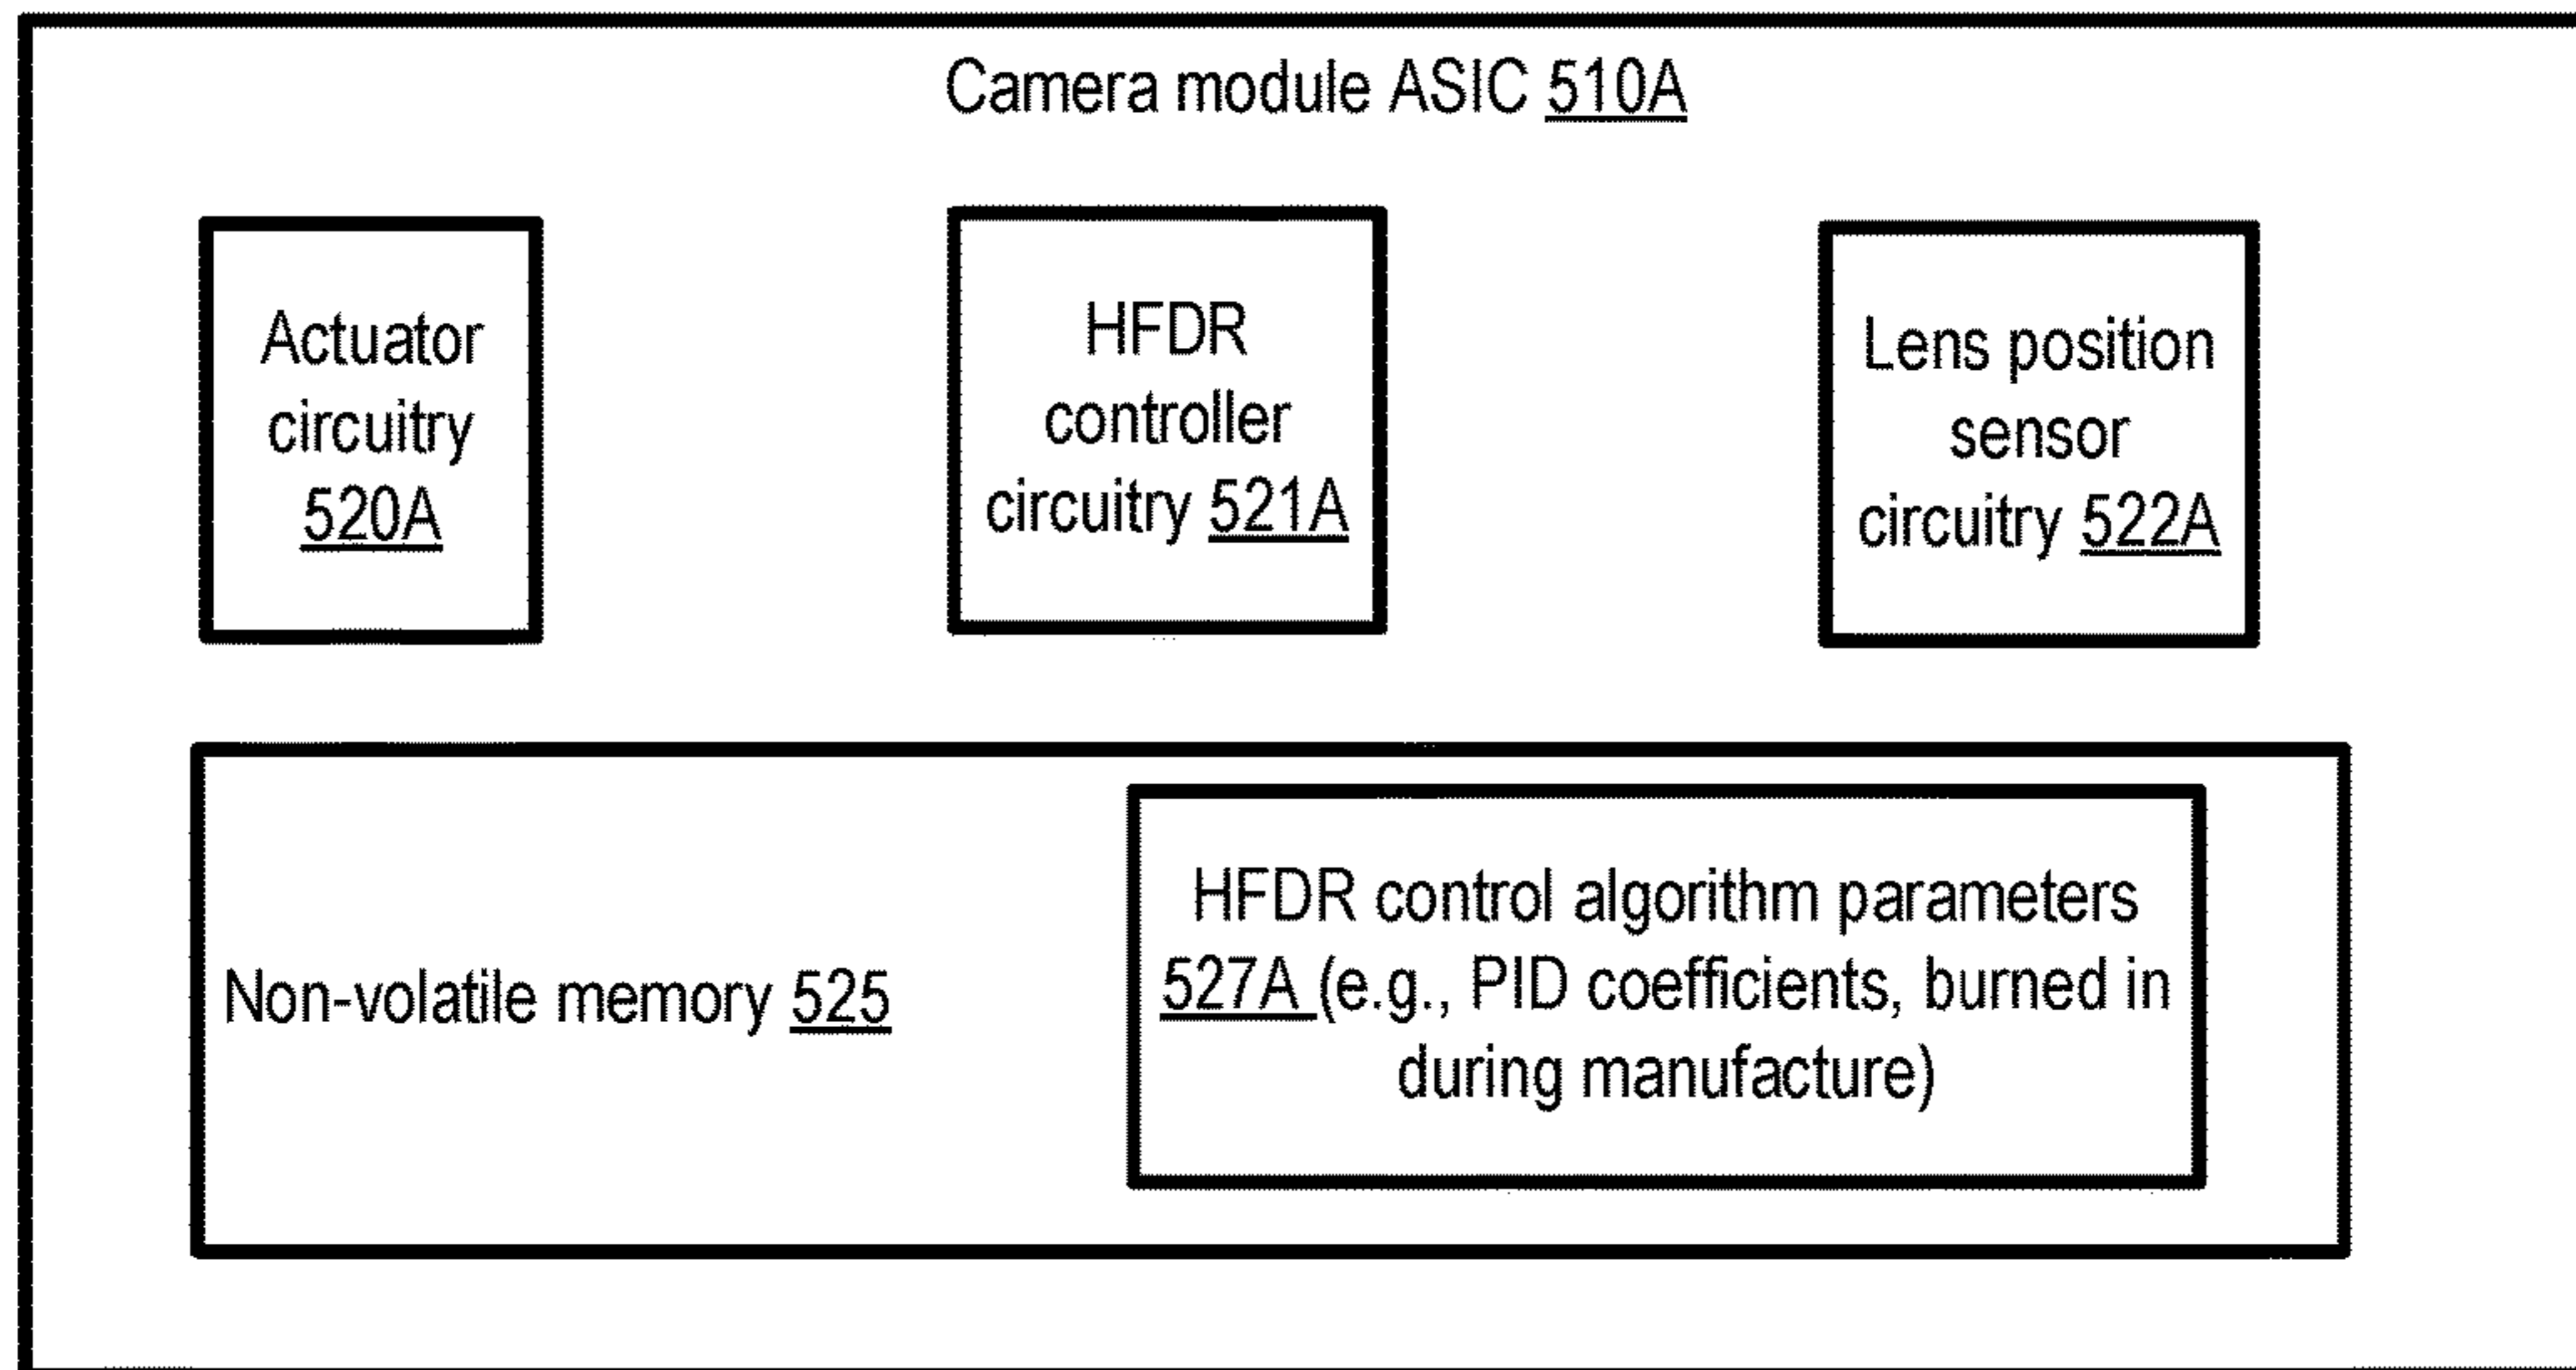 Camera module ASIC 510A
Actuator
circuitry
520A
HFDR
controller
circuitry 521A
Lens position
sensor
circuitry 522A
Non-volatile memory 525
HFDR control algorithm parameters
527A (e.g., PID coefficients, burned in
during manufacture)